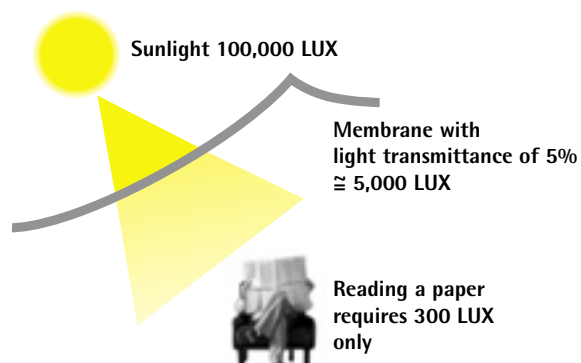 Sunlight 100,000 LUX
Membrane with
light transmittance of 5%
≅ 5,000 LUX
Reading a paper
requires 300 LUX
only